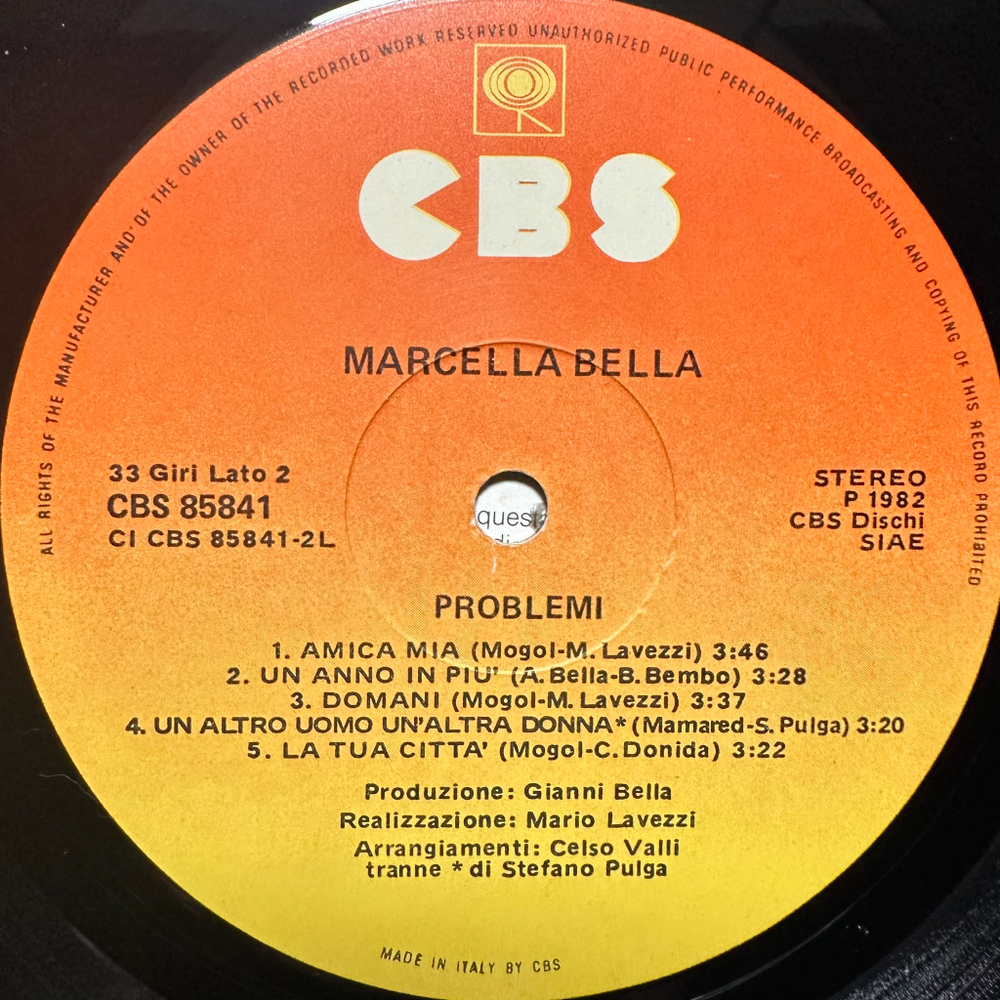 ALL RIGHTS OF THE MANUFACTURER AND OF THE OWNER OF THE RECORDED WORK RESERVED UNAUTHORIZED PUBLIC PERFORMANCE BROADCASTING AND COPYING OF THIS RECORD PROHIBITED
CBS
MARCELLA BELLA
33 Giri Lato 2
CBS 85841
CI CBS 85841-2L
STEREO
P 1982
CBS Dischi
SIAE
PROBLEMI
1. AMICA MIA (Mogol-M. Lavezzi) 3:46
2. UN ANNO IN PIU' (A. Bella-B. Bembo) 3:28
3. DOMANI (Mogol-M. Lavezzi) 3:37
4. UN ALTRO UOMO UN'ALTRA DONNA* (Mamared-S. Pulga) 3:20
5. LA TUA CITTA' (Mogol-C. Donida) 3:22
Produzione: Gianni Bella
Realizzazione: Mario Lavezzi
Arrangiamenti: Celso Valli
tranne * di Stefano Pulga
MADE IN ITALY BY CBS